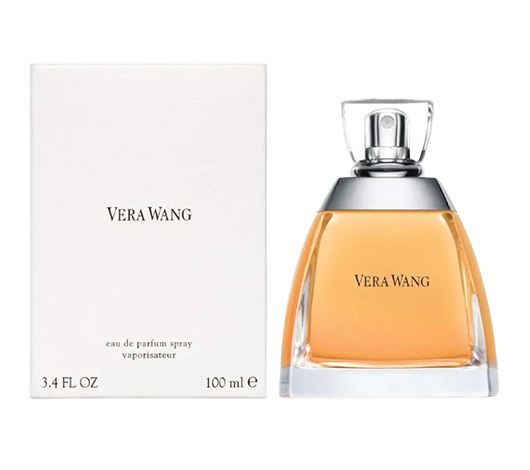 VERA WANG
eau de parfum spray
vaporisateur
3.4 FL OZ 100 ml ℮
VERA WANG